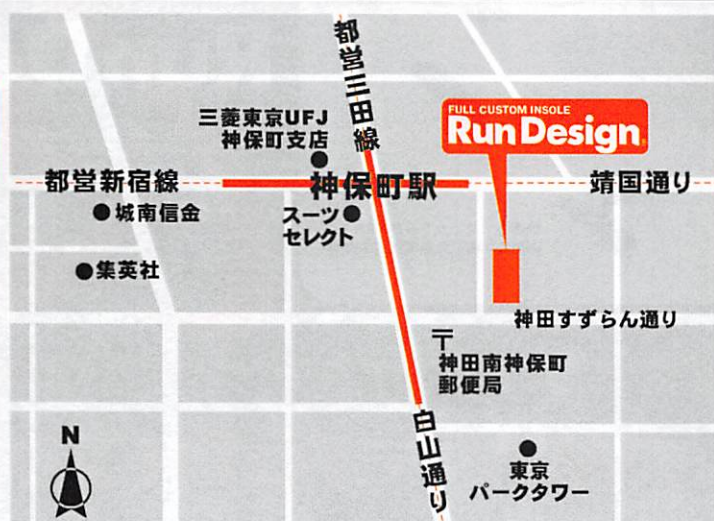 都営三田線
三菱東京UFJ
神保町支店
FULL CUSTOM INSOLE
Run Design
都営新宿線
神保町駅
靖国通り
城南信金
スーツ
セレクト
集英社
神田すずらん通り
〒
神田南神保町
郵便局
白山通り
N
東京
パークタワー